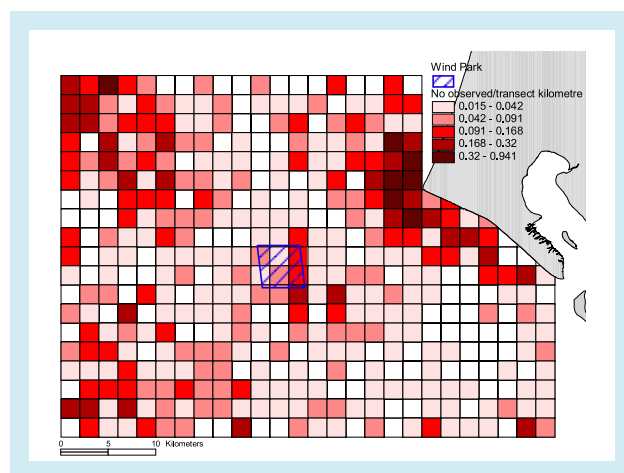 Wind Park
No observed/transect kilometre
0.015 - 0.042
0.042 - 0.091
0.091 - 0.168
0.168 - 0.32
0.32 - 0.941
0 5 10 Kilometers